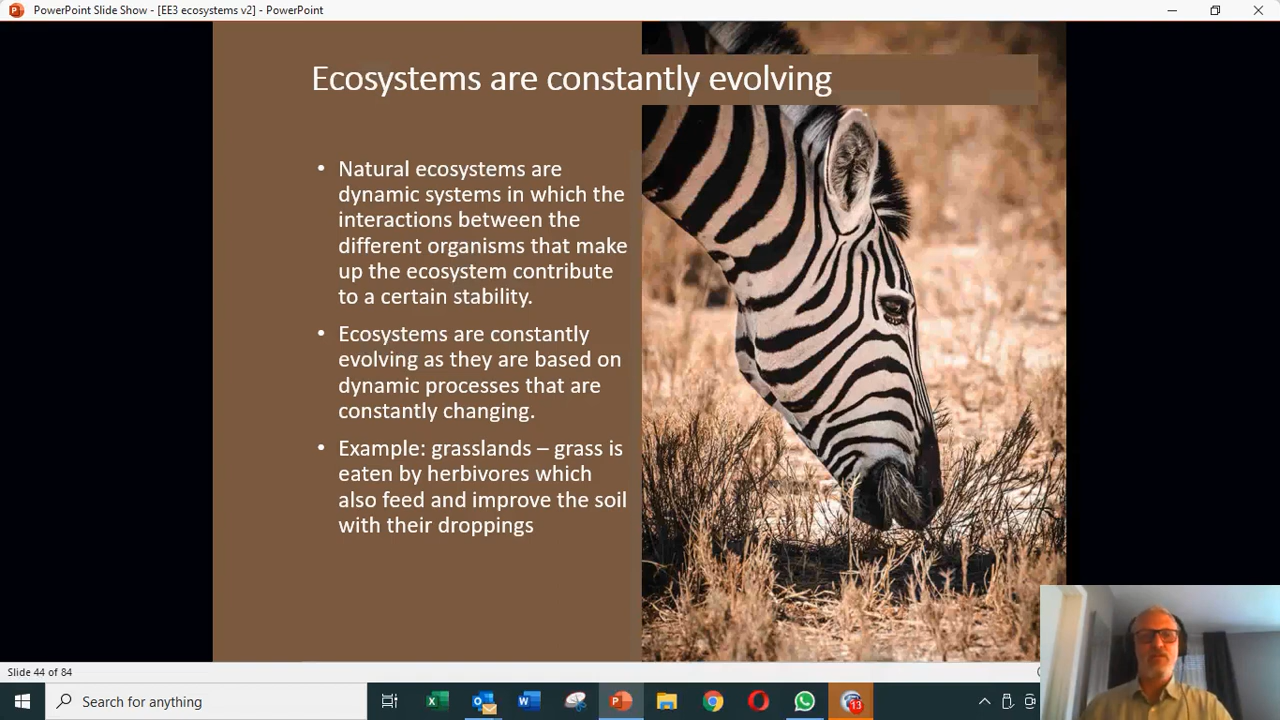 PowerPoint Slide Show - [EE3 ecosystems v2] - PowerPoint
Ecosystems are constantly evolving
• Natural ecosystems are
dynamic systems in which the
interactions between the
different organisms that make
up the ecosystem contribute
to a certain stability.
• Ecosystems are constantly
evolving as they are based on
dynamic processes that are
constantly changing.
• Example: grasslands – grass is
eaten by herbivores which
also feed and improve the soil
with their droppings
Slide 44 of 84
Search for anything
13